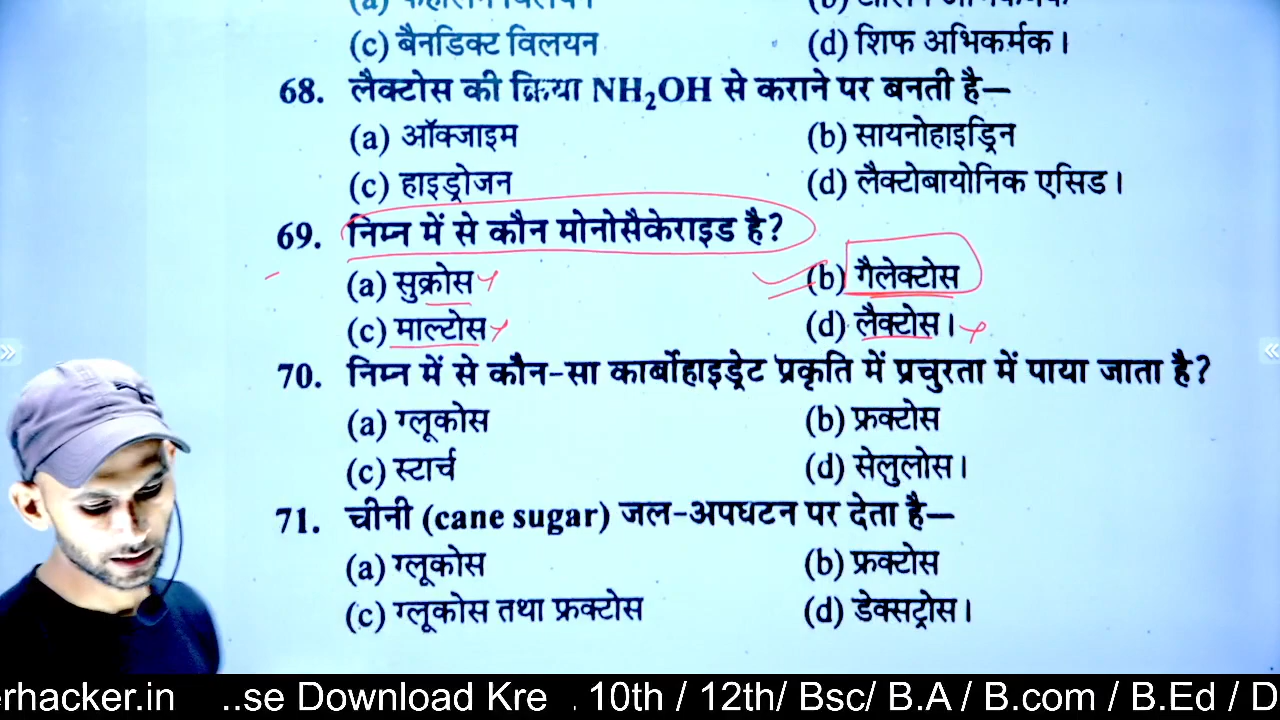 (c) बैनडिक्ट विलयन (d) शिफ अभिकर्मक।
68. लैक्टोस की क्रिया NH₂OH से कराने पर बनती है—
(a) ऑक्जाइम (b) सायनोहाइड्रिन
(c) हाइड्रोजन (d) लैक्टोबायोनिक एसिड।
69. निम्न में से कौन मोनोसैकेराइड है?
(a) सुक्रोस (b) गैलेक्टोस
(c) माल्टोस (d) लैक्टोस।
70. निम्न में से कौन-सा कार्बोहाइड्रेट प्रकृति में प्रचुरता में पाया जाता है?
(a) ग्लूकोस (b) फ्रक्टोस
(c) स्टार्च (d) सेलुलोस।
71. चीनी (cane sugar) जल-अपघटन पर देता है—
(a) ग्लूकोस (b) फ्रक्टोस
(c) ग्लूकोस तथा फ्रक्टोस (d) डेक्सट्रोस।
erhacker.in ..se Download Kre . 10th / 12th/ Bsc/ B.A / B.com / B.Ed / D